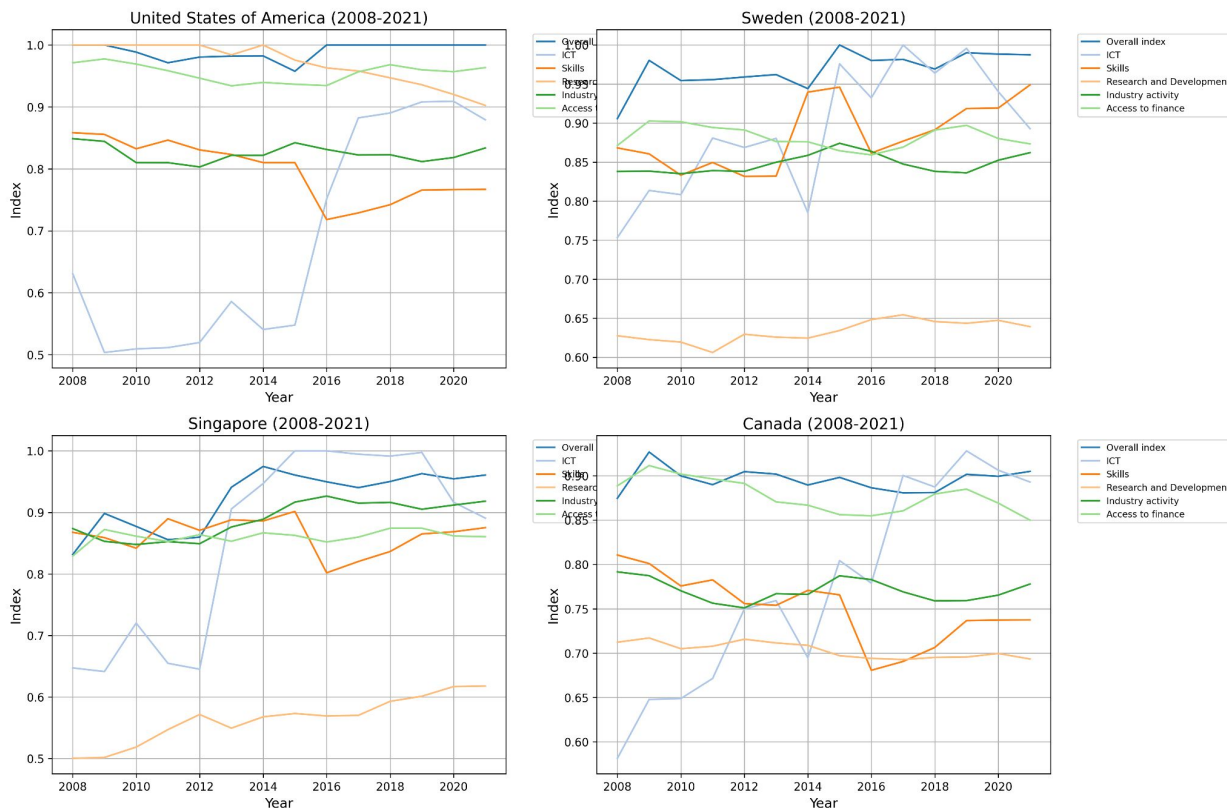 United States of America (2008-2021)
1.0
0.9
0.8
0.7
0.6
0.5
Index
2008 2010 2012 2014 2016 2018 2020
Year
Overall
ICT
Skills
Industry
Access
Sweden (2008-2021)
1.00
0.95
0.90
0.85
0.80
0.75
0.70
0.65
0.60
Index
2008 2010 2012 2014 2016 2018 2020
Year
Overall index
ICT
Skills
Research and Developmen
Industry activity
Access to finance
Singapore (2008-2021)
1.0
0.9
0.8
0.7
0.6
0.5
Index
2008 2010 2012 2014 2016 2018 2020
Year
Overall
ICT
Skills
Researc
Industry
Access
Canada (2008-2021)
0.90
0.85
0.80
0.75
0.70
0.65
0.60
Index
2008 2010 2012 2014 2016 2018 2020
Year
Overall index
ICT
Skills
Research and Developmen
Industry activity
Access to finance